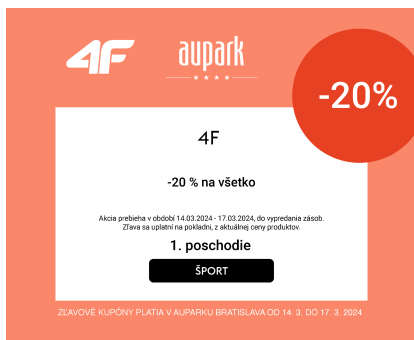 4F
aupark
-20%
4F
-20 % na všetko
Akcia prebieha v období 14.03.2024 - 17.03.2024, do vypredania zásob.
Zľava sa uplatní na pokladni, z aktuálnej ceny produktov.
1. poschodie
ŠPORT
ZĽAVOVÉ KUPÓNY PLATIA V AUPARKU BRATISLAVA OD 14. 3. DO 17. 3. 2024